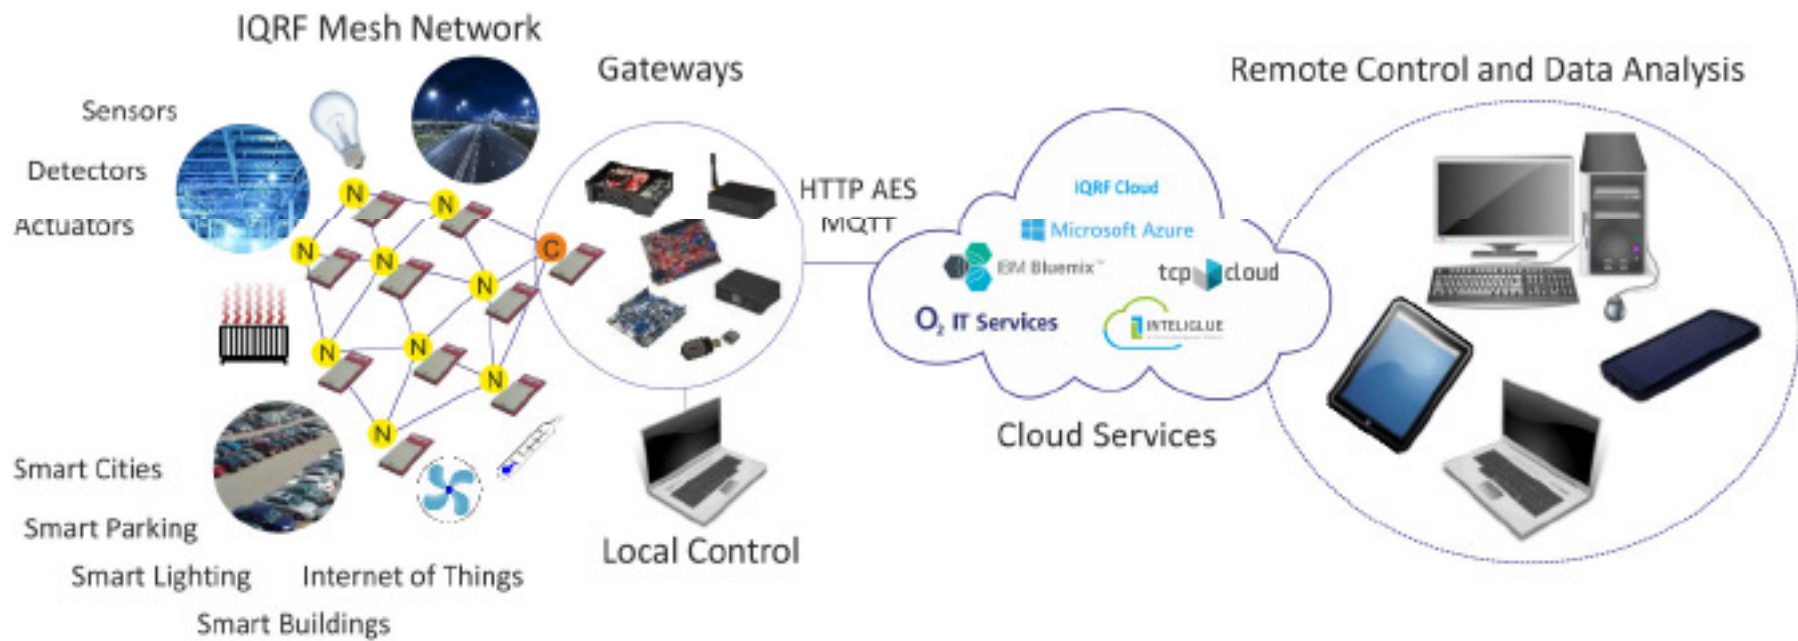 IQRF Mesh Network
Gateways
Remote Control and Data Analysis
Sensors
Detectors
Actuators
N
N
N
N
N
N
N
N
N
C
HTTP AES
MQTT
IQRF Cloud
Microsoft Azure
IBM Bluemix™
tcp cloud
O₂ IT Services
INTELIGLUE
Cloud Services
Smart Cities
Smart Parking
Smart Lighting
Internet of Things
Smart Buildings
Local Control